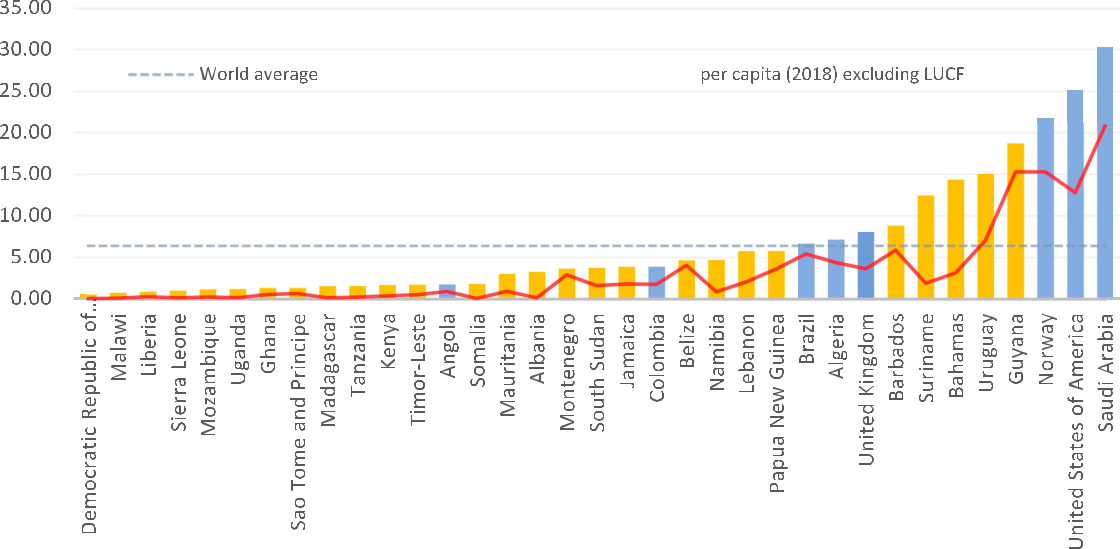 35.00
30.00
25.00
20.00
15.00
10.00
5.00
0.00
World average
per capita (2018) excluding LUCF
Democratic Republic of…
Malawi
Liberia
Sierra Leone
Mozambique
Uganda
Ghana
Sao Tome and Principe
Madagascar
Tanzania
Kenya
Timor-Leste
Angola
Somalia
Mauritania
Albania
Montenegro
South Sudan
Jamaica
Colombia
Belize
Namibia
Lebanon
Papua New Guinea
Brazil
Algeria
United Kingdom
Barbados
Suriname
Bahamas
Uruguay
Guyana
Norway
United States of America
Saudi Arabia